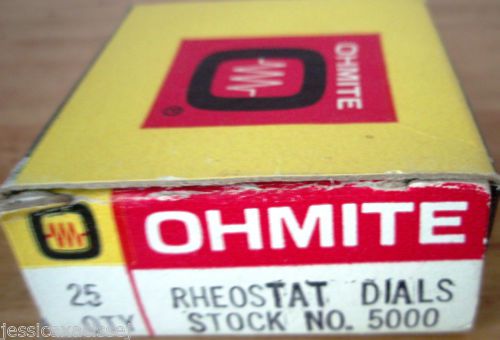 OHMITE
®
OHMITE
25 RHEOSTAT DIALS
QTY STOCK NO. 5000